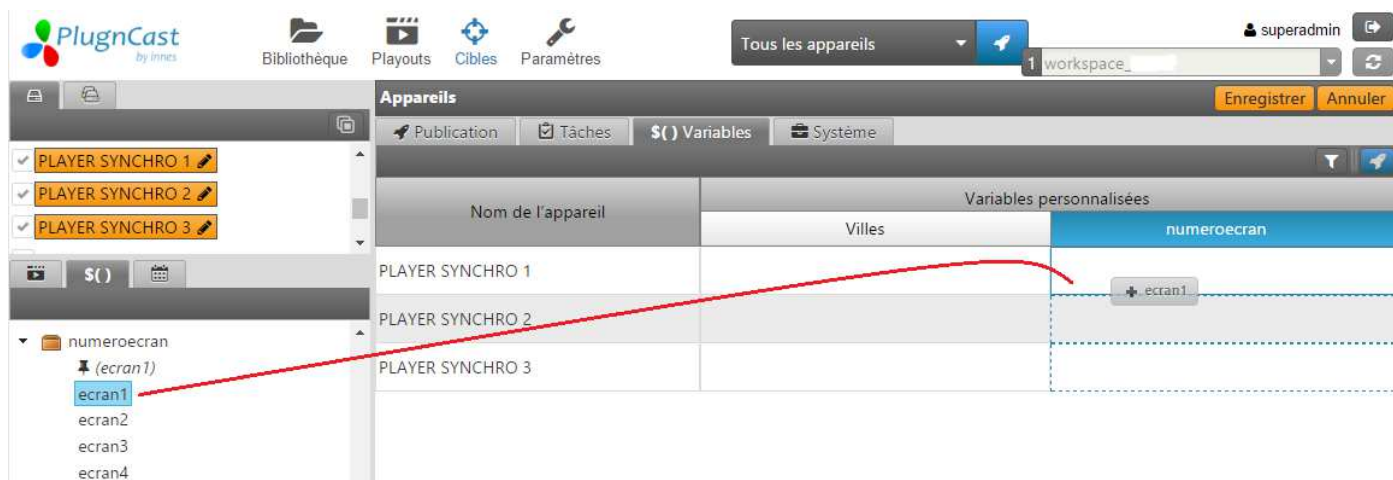 PlugnCast
by innes
Bibliothèque
Playouts
Cibles
Paramètres
Tous les appareils
superadmin
1 workspace_
Appareils
Enregistrer
Annuler
Publication
Tâches
$() Variables
Système
PLAYER SYNCHRO 1
PLAYER SYNCHRO 2
PLAYER SYNCHRO 3
Nom de l'appareil
Variables personnalisées
Villes
numeroecran
PLAYER SYNCHRO 1
+ ecran1
PLAYER SYNCHRO 2
PLAYER SYNCHRO 3
$()
numeroecran
(ecran1)
ecran1
ecran2
ecran3
ecran4